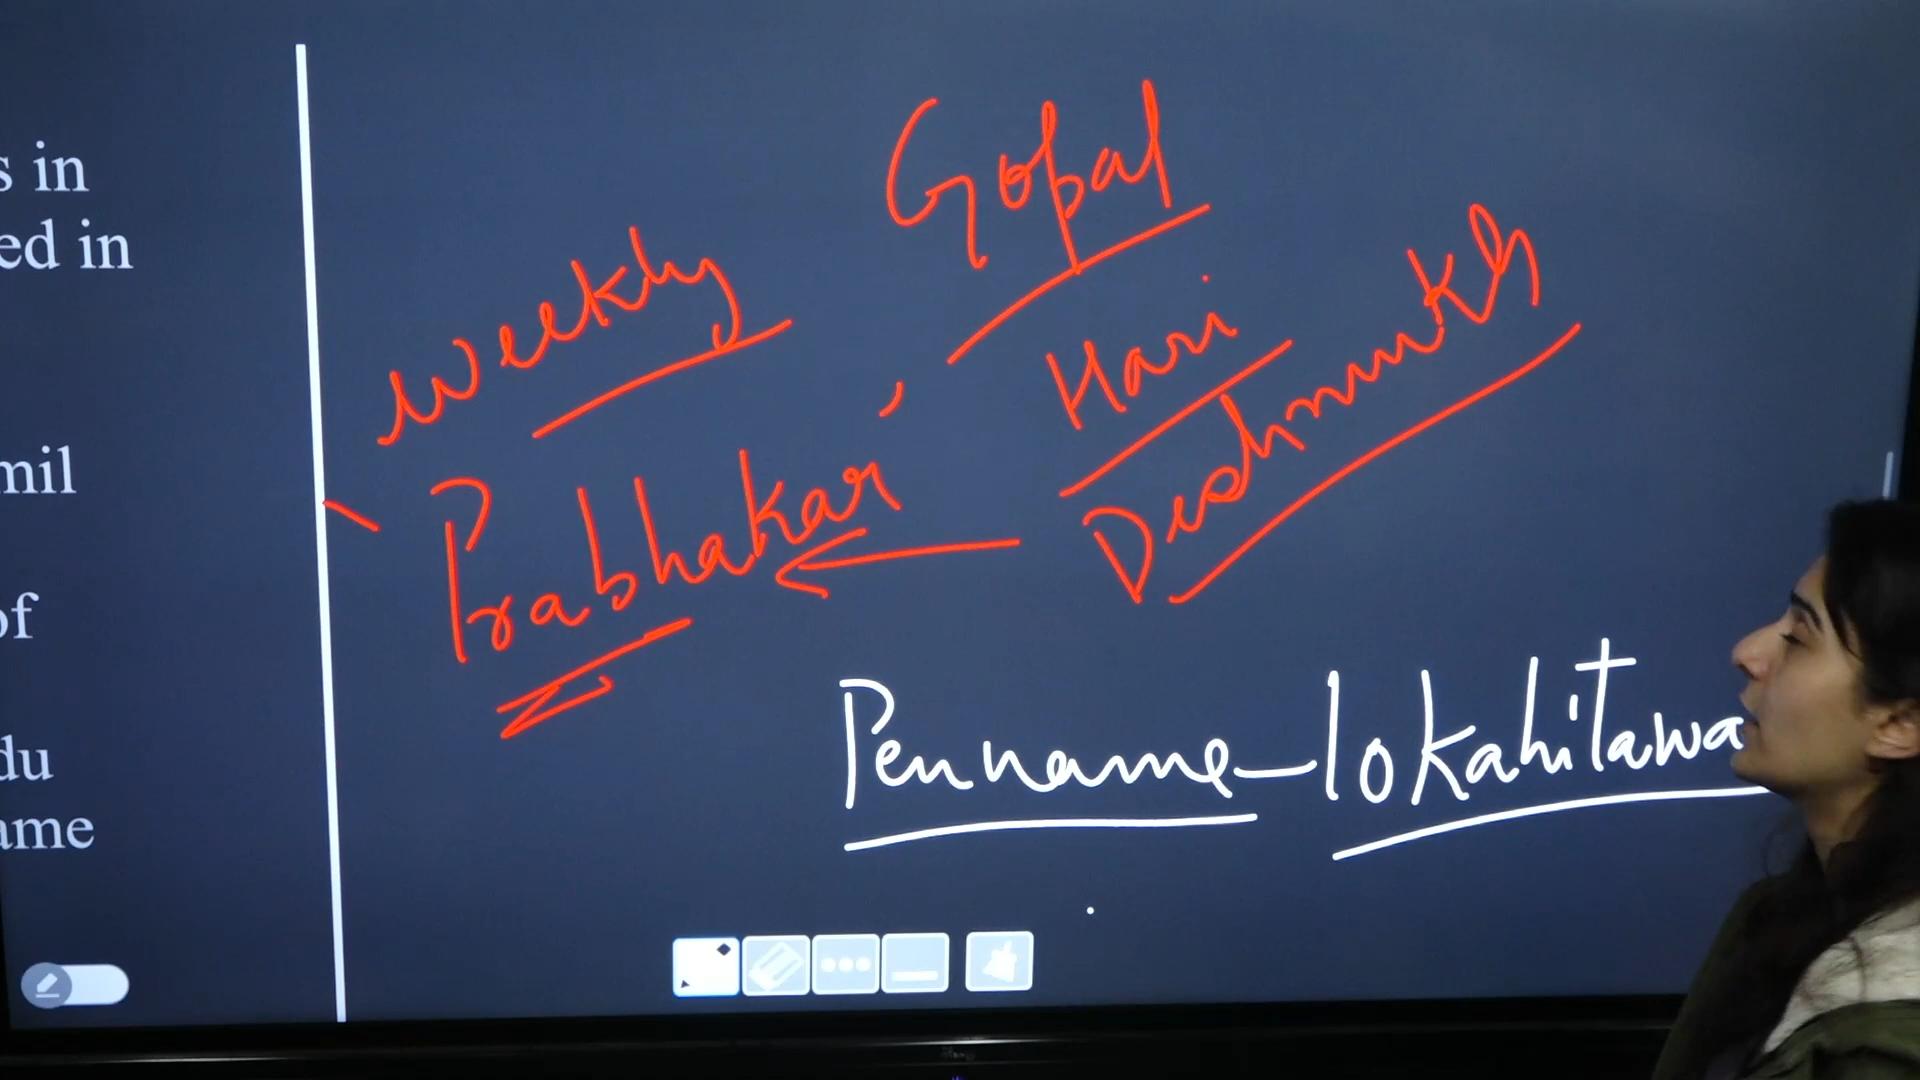 s in
ed in
mil
of
du
ame
Gopal
Hari
Deshmukh
weekly
Prabhakar
Penname - lokahitawa